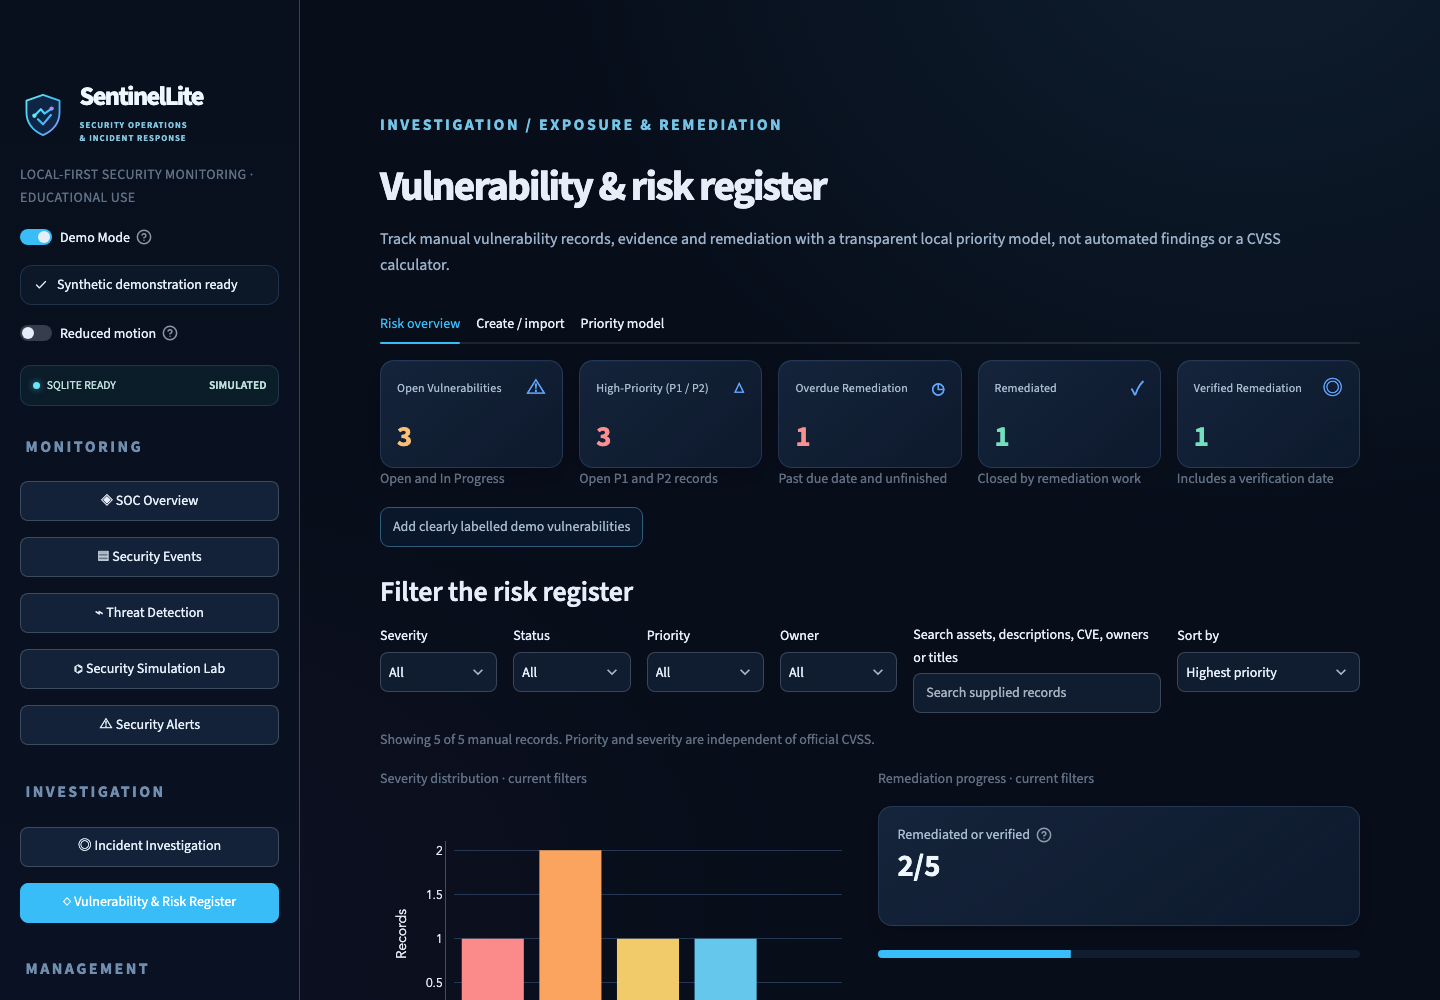 SentinelLite
SECURITY OPERATIONS
& INCIDENT RESPONSE
LOCAL-FIRST SECURITY MONITORING ·
EDUCATIONAL USE
Demo Mode
Synthetic demonstration ready
Reduced motion
SQLITE READY SIMULATED
MONITORING
SOC Overview
Security Events
Threat Detection
Security Simulation Lab
Security Alerts
INVESTIGATION
Incident Investigation
Vulnerability & Risk Register
MANAGEMENT
INVESTIGATION / EXPOSURE & REMEDIATION
Vulnerability & risk register
Track manual vulnerability records, evidence and remediation with a transparent local priority model, not automated findings or a CVSS
calculator.
Risk overview Create / import Priority model
Open Vulnerabilities
3
Open and In Progress
High-Priority (P1 / P2)
3
Open P1 and P2 records
Overdue Remediation
1
Past due date and unfinished
Remediated
1
Closed by remediation work
Verified Remediation
1
Includes a verification date
Add clearly labelled demo vulnerabilities
Filter the risk register
Severity
All
Status
All
Priority
All
Owner
All
Search assets, descriptions, CVE, owners
or titles
Search supplied records
Sort by
Highest priority
Showing 5 of 5 manual records. Priority and severity are independent of official CVSS.
Severity distribution · current filters
2
1.5
1
0.5
Records
Remediation progress · current filters
Remediated or verified
2/5